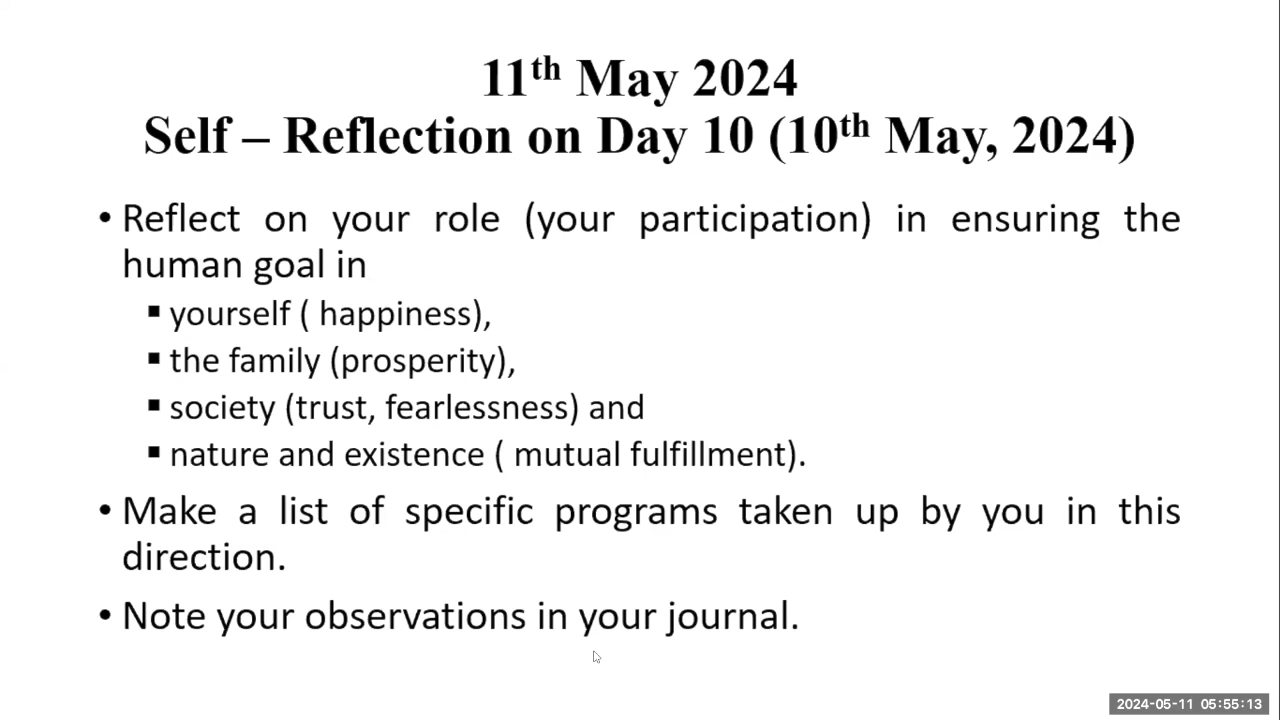 11th May 2024
Self – Reflection on Day 10 (10th May, 2024)
• Reflect on your role (your participation) in ensuring the
human goal in
▪ yourself ( happiness),
▪ the family (prosperity),
▪ society (trust, fearlessness) and
▪ nature and existence ( mutual fulfillment).
• Make a list of specific programs taken up by you in this
direction.
• Note your observations in your journal.
2024-05-11 05:55:13